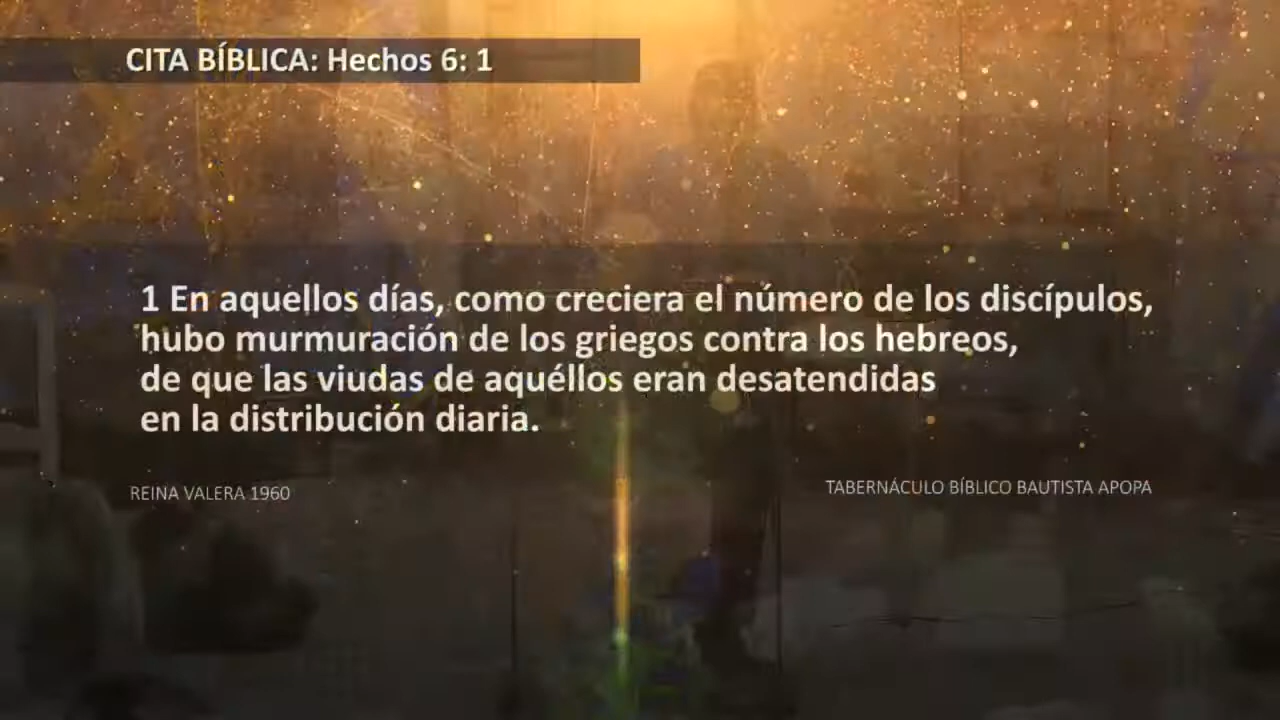 CITA BÍBLICA: Hechos 6: 1
1 En aquellos días, como creciera el número de los discípulos,
hubo murmuración de los griegos contra los hebreos,
de que las viudas de aquéllos eran desatendidas
en la distribución diaria.
REINA VALERA 1960
TABERNÁCULO BÍBLICO BAUTISTA APOPA